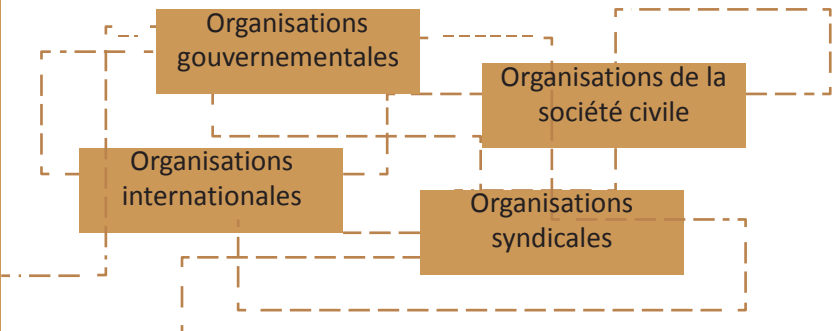 Organisations
gouvernementales
Organisations de la
société civile
Organisations
internationales
Organisations
syndicales